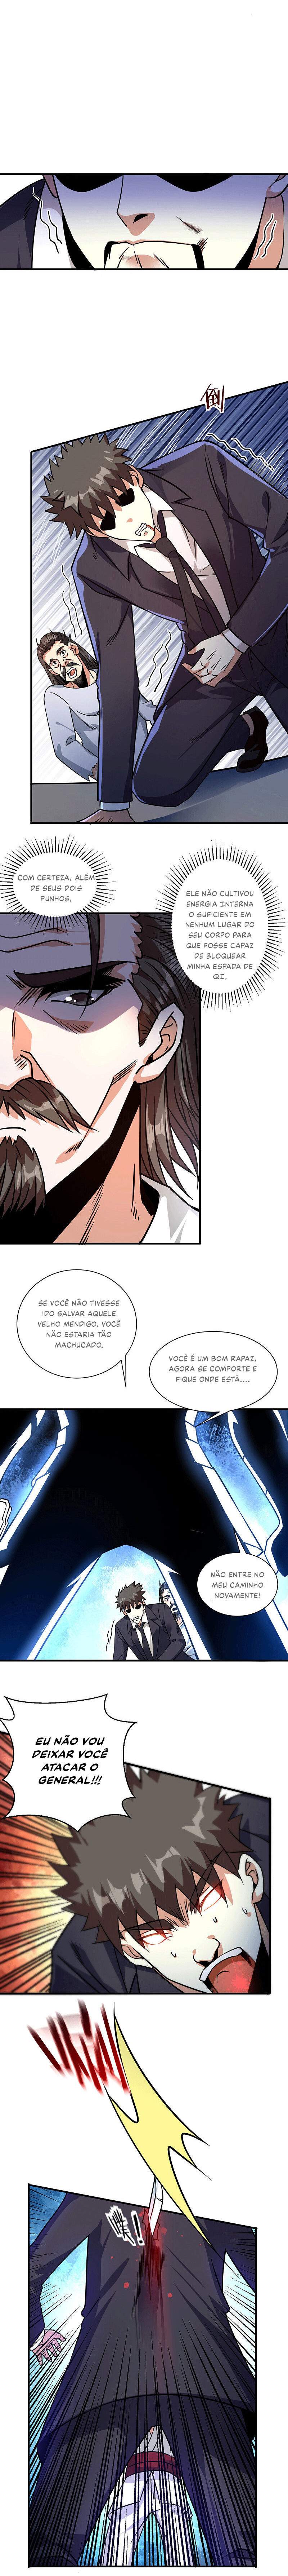 倒
COM CERTEIA, ALÉM
DE SEUS DOIS
PUNHOS,
ELE NÃO CULTIVOU
ENERGIA INTERNA
O SUFICIENTE EM
NENHUM LUGAR DO
SEU CORPO PARA
QUE FOSSE CAPAI
DE BLOQUEAR
MINHA ESPADA DE
QI.
SE VOCÊ NÃO TIVESSE
IDO SALVAR AQUELE
VELHO MENDIGO, VOCÊ
NÃO ESTARIA TÃO
MACHUCADO.
VOCÊ É UM BOM RAPAI,
AGORA SE COMPORTE E
FIQUE ONDE ESTÁ....
NÃO ENTRE NO
MEU CAMINHO
NOVAMENTE!
EU NÃO VOU
DEIXAR VOCÊ
ATACAR O
GENERAL!!!